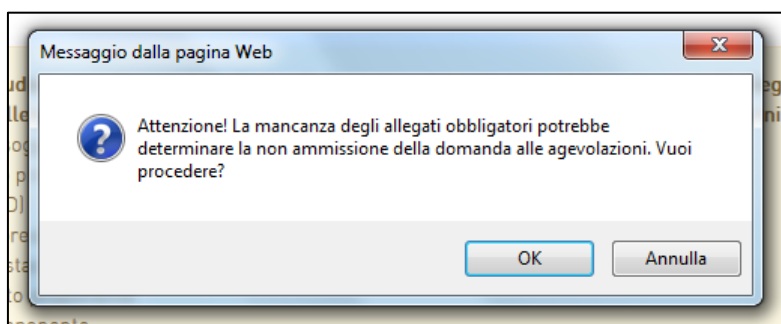 Messaggio dalla pagina Web
Attenzione! La mancanza degli allegati obbligatori potrebbe
determinare la non ammissione della domanda alle agevolazioni. Vuoi
procedere?
OK
Annulla